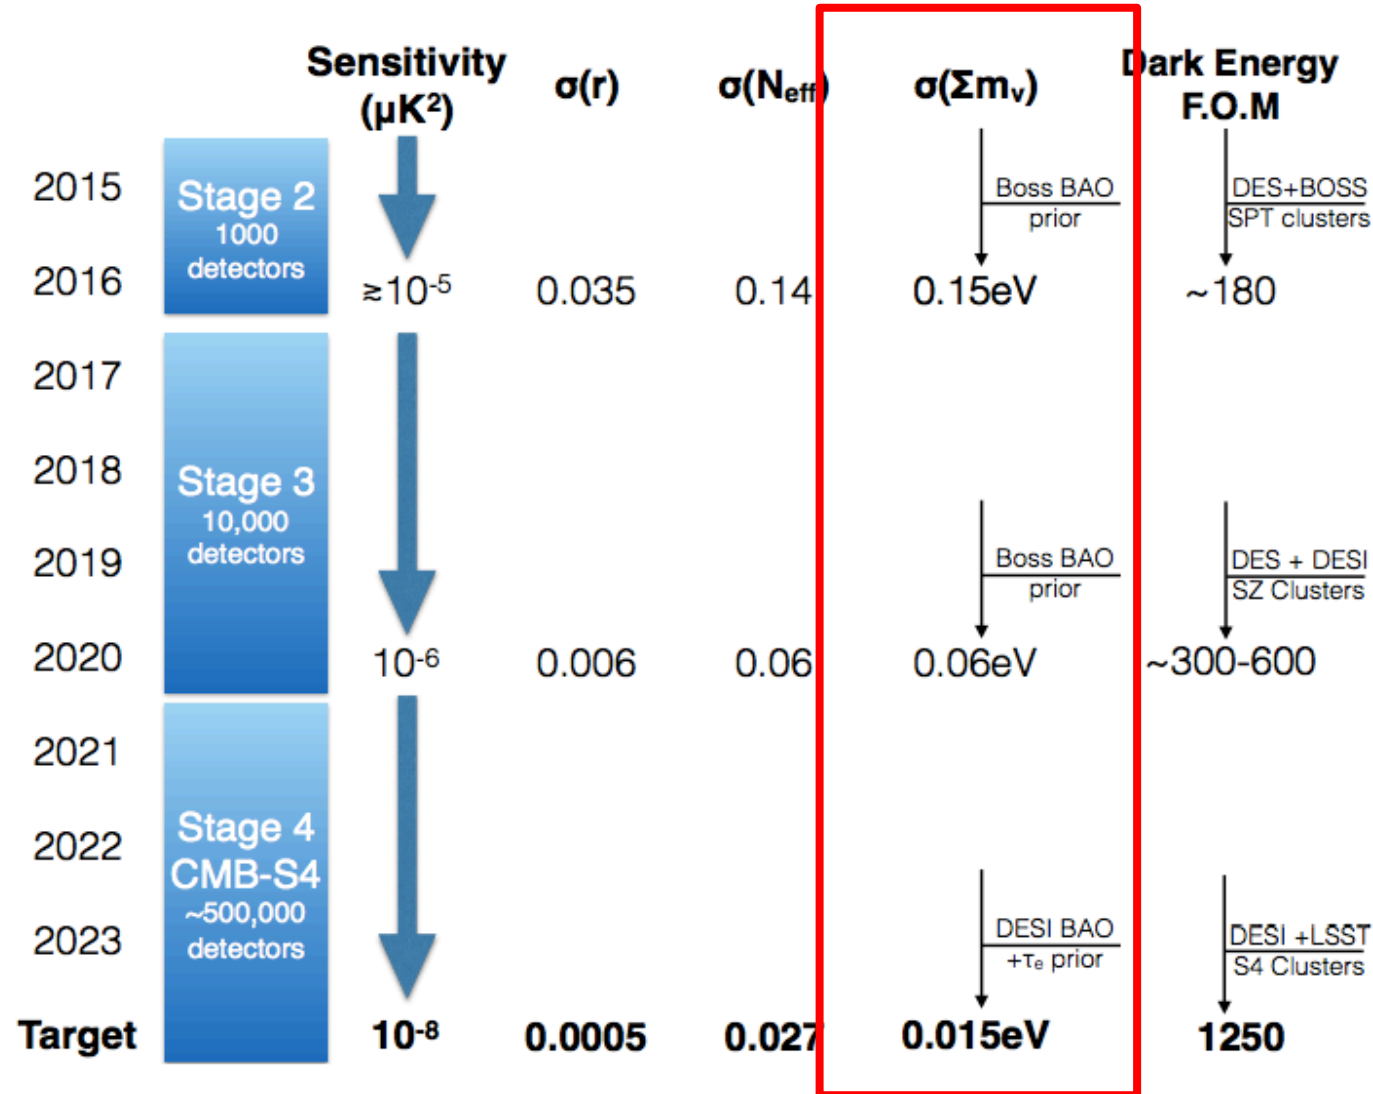 Sensitivity
(μK²)
σ(r)
σ(Neff)
σ(Σmν)
Dark Energy
F.O.M
2015
Stage 2
1000
detectors
Boss BAO
prior
DES+BOSS
SPT clusters
2016
≳10⁻⁵
0.035
0.14
0.15eV
~180
2017
2018
Stage 3
10,000
detectors
2019
Boss BAO
prior
DES + DESI
SZ Clusters
2020
10⁻⁶
0.006
0.06
0.06eV
~300-600
2021
2022
Stage 4
CMB-S4
~500,000
detectors
2023
DESI BAO
+τe prior
DESI +LSST
S4 Clusters
Target
10⁻⁸
0.0005
0.027
0.015eV
1250